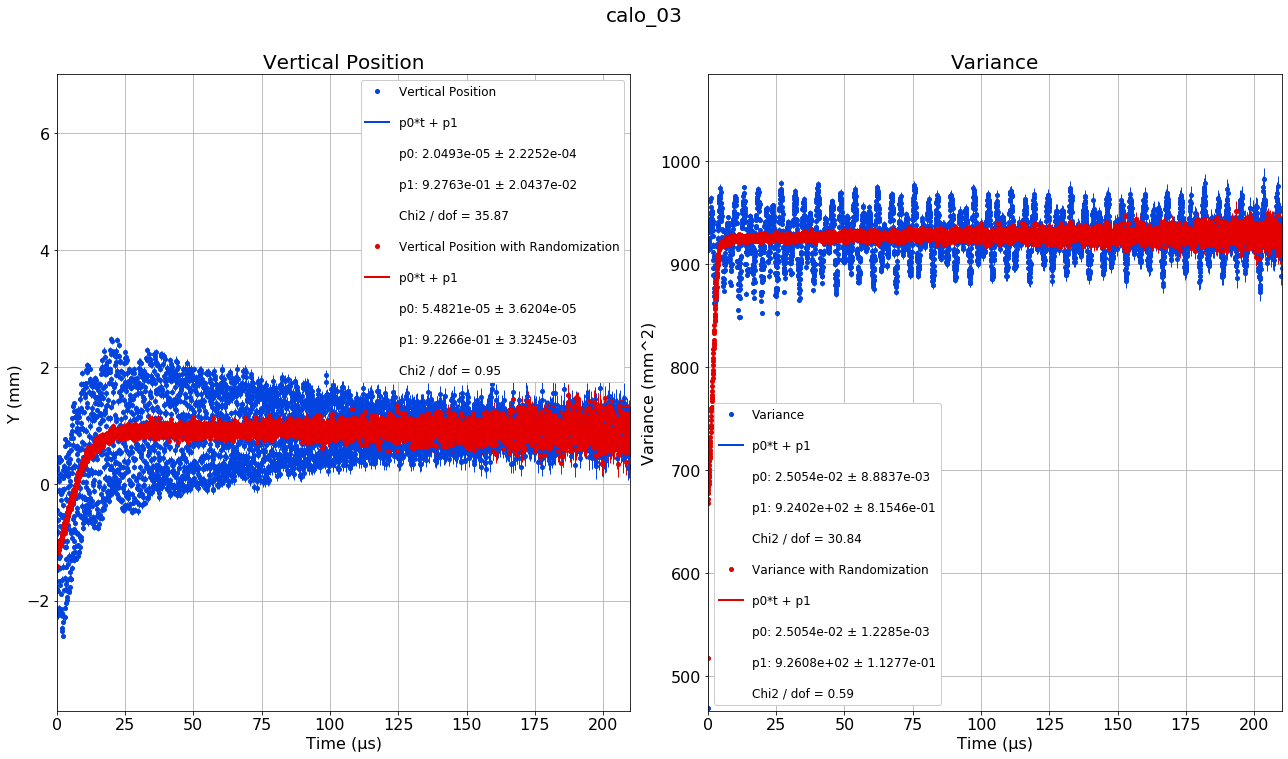 calo_03
Vertical Position
6
4
2
0
−2
Y (mm)
Vertical Position
p0*t + p1
p0: 2.0493e-05 ± 2.2252e-04
p1: 9.2763e-01 ± 2.0437e-02
Chi2 / dof = 35.87
Vertical Position with Randomization
p0*t + p1
p0: 5.4821e-05 ± 3.6204e-05
p1: 9.2266e-01 ± 3.3245e-03
Chi2 / dof = 0.95
0 25 50 75 100 125 150 175 200
Time (µs)
Variance
1000
900
800
700
600
500
Variance (mm^2)
Variance
p0*t + p1
p0: 2.5054e-02 ± 8.8837e-03
p1: 9.2402e+02 ± 8.1546e-01
Chi2 / dof = 30.84
Variance with Randomization
p0*t + p1
p0: 2.5054e-02 ± 1.2285e-03
p1: 9.2608e+02 ± 1.1277e-01
Chi2 / dof = 0.59
0 25 50 75 100 125 150 175 200
Time (µs)